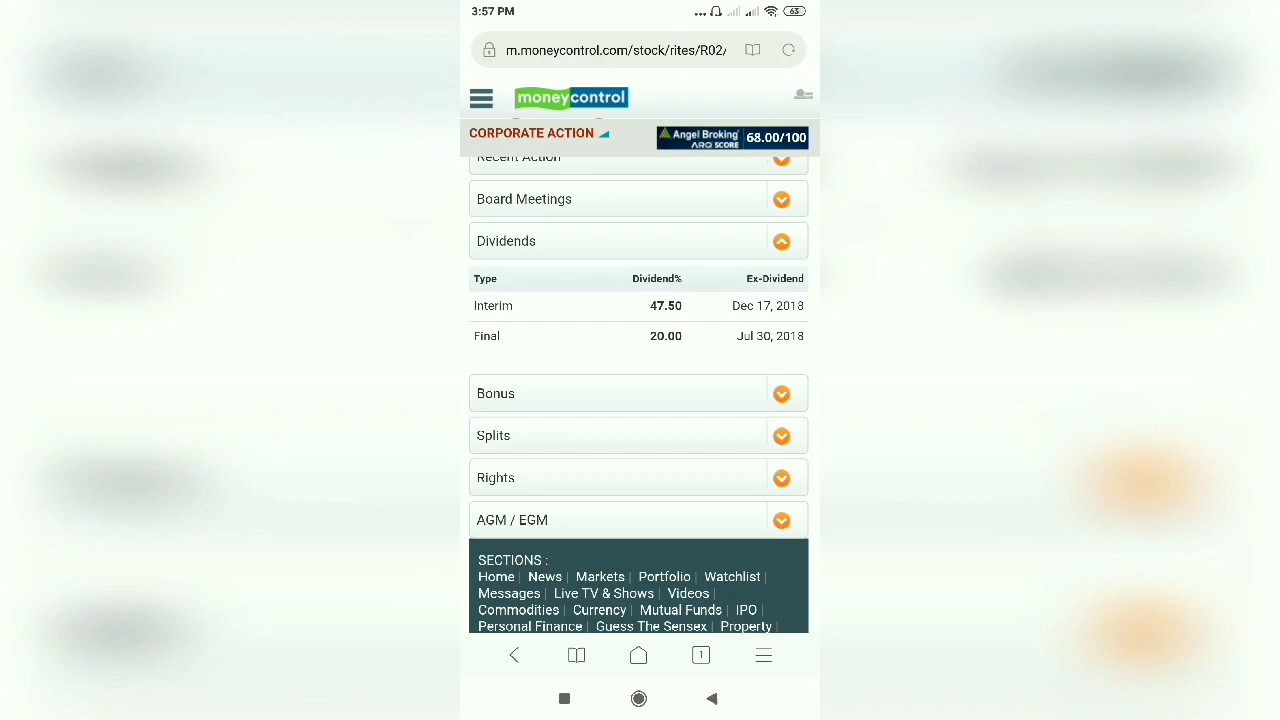 3:57 PM
63
m.moneycontrol.com/stock/rites/R02/
moneycontrol
CORPORATE ACTION
Angel Broking
ARQ SCORE
68.00/100
Recent Action
Board Meetings
Dividends
Type Dividend% Ex-Dividend
Interim 47.50 Dec 17, 2018
Final 20.00 Jul 30, 2018
Bonus
Splits
Rights
AGM / EGM
SECTIONS :
Home | News | Markets | Portfolio | Watchlist |
Messages | Live TV & Shows | Videos |
Commodities | Currency | Mutual Funds | IPO |
Personal Finance | Guess The Sensex | Property |
1